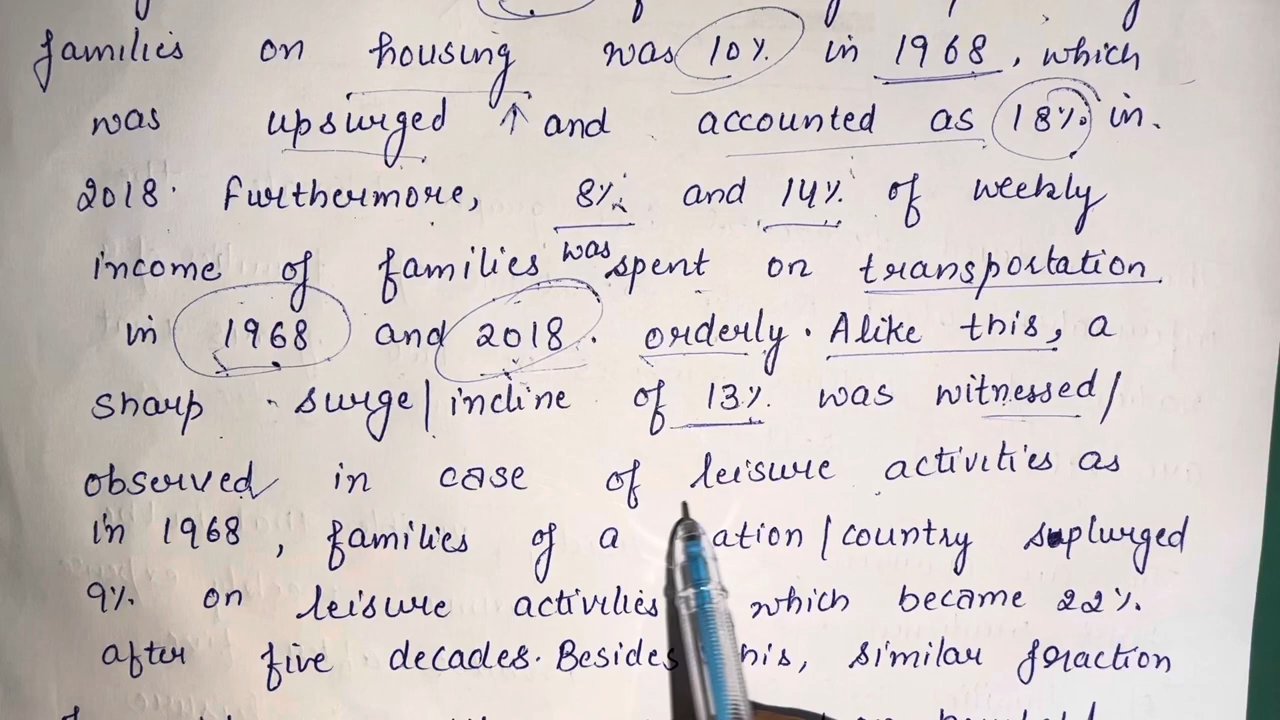 families on housing was 10% in 1968, which
was upsurged ↑ and accounted as 18% in.
2018. Furthermore, 8% and 14% of weekly
income of families was spent on transportation
in 1968 and 2018. orderly. Alike this, a
sharp surge/incline of 13% was witnessed/
observed in case of leisure activities as
in 1968, families of a ation/country suplurged
9% on leisure activities which became 22%.
after five decades. Besides his, similar fraction